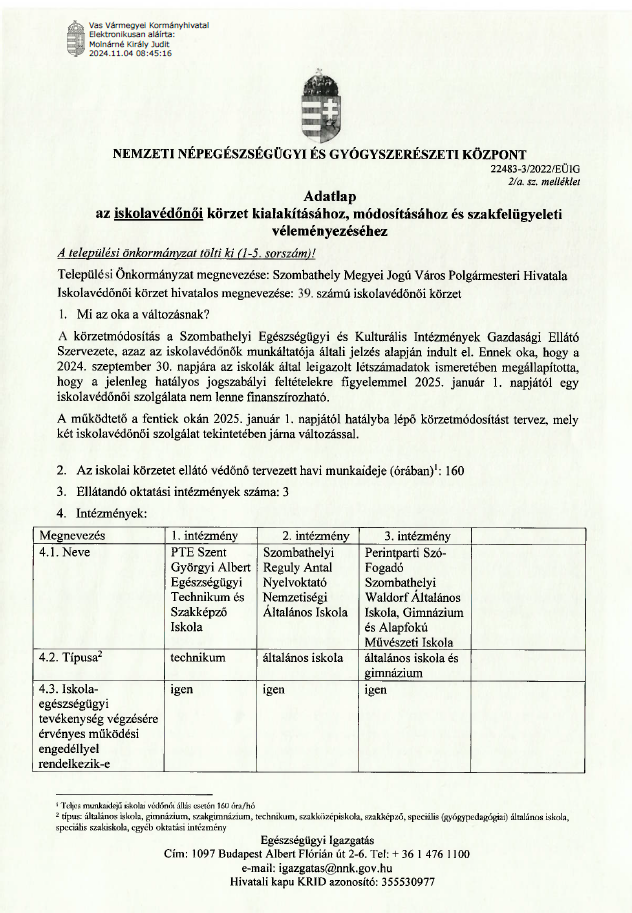 Vas Vármegyei Kormányhivatal
Elektronikusan aláírta:
Molnárné Király Judit
2024.11.04 08:45:16
NEMZETI NÉPEGÉSZSÉGÜGYI ÉS GYÓGYSZERÉSZETI KÖZPONT
22483-3/2022/EÜIG
2/a. sz. melléklet
Adatlap
az iskolavédőnői körzet kialakításához, módosításához és szakfelügyeleti
véleményezéséhez
A települési önkormányzat tölti ki (1-5. sorszám)!
Települési Önkormányzat megnevezése: Szombathely Megyei Jogú Város Polgármesteri Hivatala
Iskolavédőnői körzet hivatalos megnevezése: 39. számú iskolavédőnői körzet
1. Mi az oka a változásnak?
A körzetmódosítás a Szombathelyi Egészségügyi és Kulturális Intézmények Gazdasági Ellátó
Szervezete, azaz az iskolavédőnők munkáltatója általi jelzés alapján indult el. Ennek oka, hogy a
2024. szeptember 30. napjára az iskolák által leigazolt létszámadatok ismeretében megállapította,
hogy a jelenleg hatályos jogszabályi feltételekre figyelemmel 2025. január 1. napjától egy
iskolavédőnői szolgálata nem lenne finanszírozható.
A működtető a fentiek okán 2025. január 1. napjától hatályba lépő körzetmódosítást tervez, mely
két iskolavédőnői szolgálat tekintetében járna változással.
2. Az iskolai körzetet ellátó védőnő tervezett havi munkaideje (órában)¹: 160
3. Ellátandó oktatási intézmények száma: 3
4. Intézmények:
Megnevezés 1. intézmény 2. intézmény 3. intézmény
4.1. Neve PTE Szent Szombathelyi Perintparti Szó-
Györgyi Albert Reguly Antal Fogadó
Egészségügyi Nyelvoktató Szombathelyi
Technikum és Nemzetiségi Waldorf Általános
Szakképző Általános Iskola Iskola, Gimnázium
Iskola és Alapfokú
Művészeti Iskola
4.2. Típusa² technikum általános iskola általános iskola és
gimnázium
4.3. Iskola- igen igen igen
egészségügyi
tevékenység végzésére
érvényes működési
engedéllyel
rendelkezik-e
¹ Teljes munkaidejű iskolai védőnői állás esetén 160 óra/hó
² típus: általános iskola, gimnázium, szakgimnázium, technikum, szakközépiskola, szakképző, speciális (gyógypedagógiai) általános iskola,
speciális szakiskola, egyéb oktatási intézmény
Egészségügyi Igazgatás
Cím: 1097 Budapest Albert Flórián út 2-6. Tel: + 36 1 476 1100
e-mail: igazgatas@nnk.gov.hu
Hivatali kapu KRID azonosító: 355530977